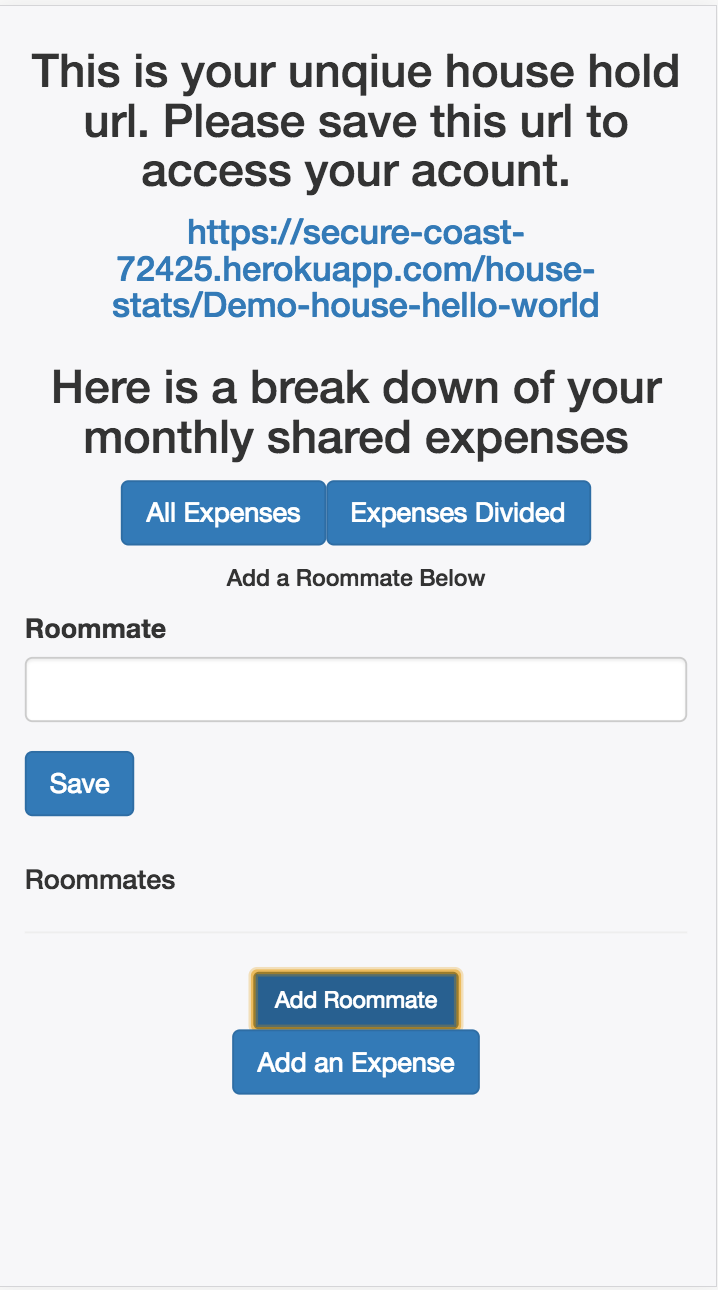 This is your unqiue house hold
url. Please save this url to
access your acount.
https://secure-coast-
72425.herokuapp.com/house-
stats/Demo-house-hello-world
Here is a break down of your
monthly shared expenses
All Expenses Expenses Divided
Add a Roommate Below
Roommate
Save
Roommates
Add Roommate
Add an Expense